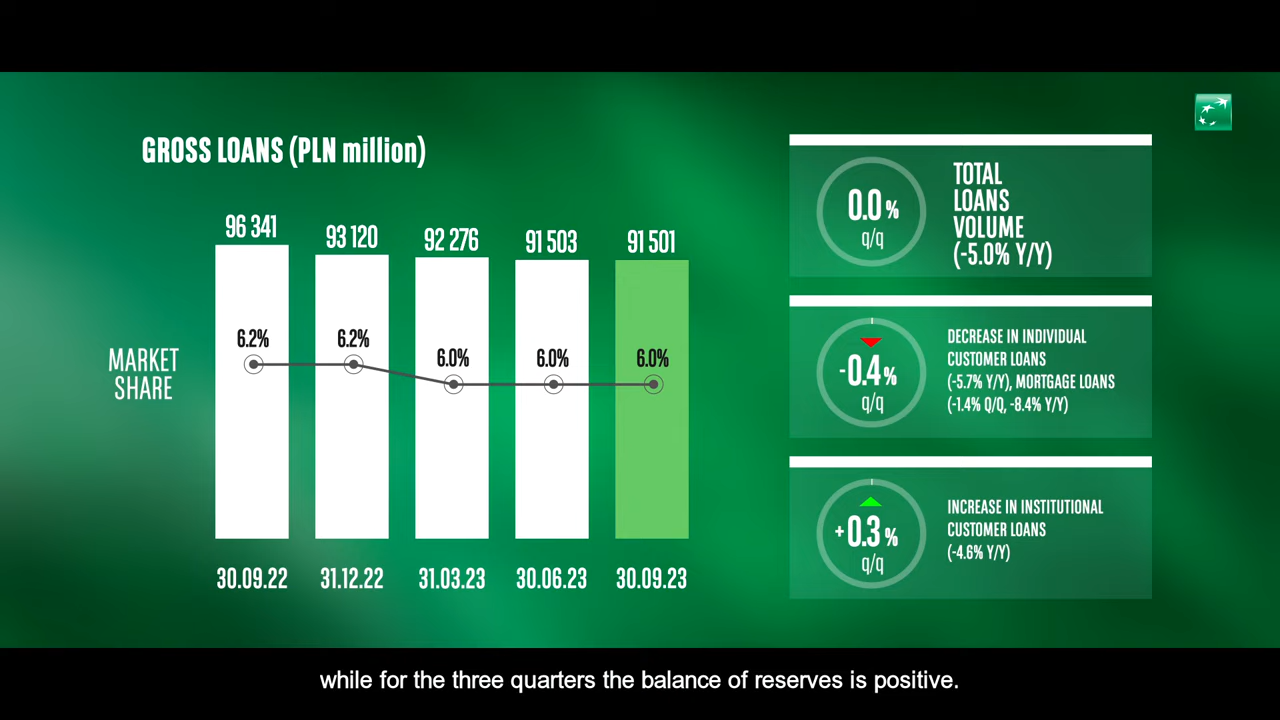 GROSS LOANS (PLN million)
96 341
93 120
92 276
91 503
91 501
6.2%
6.2%
6.0%
6.0%
6.0%
MARKET
SHARE
30.09.22
31.12.22
31.03.23
30.06.23
30.09.23
0.0 %
q/q
TOTAL
LOANS
VOLUME
(-5.0% Y/Y)
-0.4 %
q/q
DECREASE IN INDIVIDUAL
CUSTOMER LOANS
(-5.7% Y/Y), MORTGAGE LOANS
(-1.4% Q/Q, -8.4% Y/Y)
+0.3 %
q/q
INCREASE IN INSTITUTIONAL
CUSTOMER LOANS
(-4.6% Y/Y)
while for the three quarters the balance of reserves is positive.